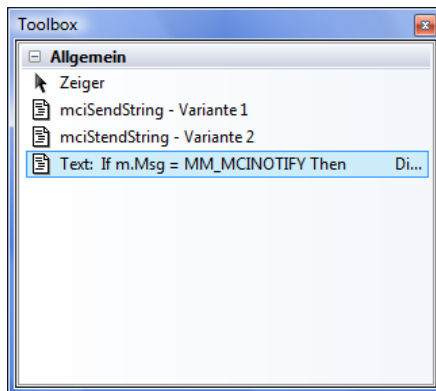 Toolbox
Allgemein
Zeiger
mciSendString - Variante 1
mciStendString - Variante 2
Text: If m.Msg = MM_MCINOTIFY Then Di...